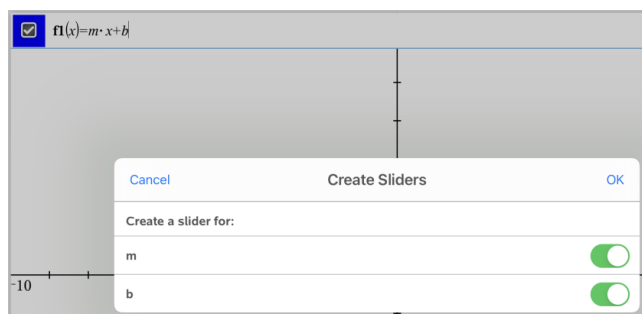 f1(x)=m·x+b
Cancel Create Sliders OK
Create a slider for:
m
-10
b